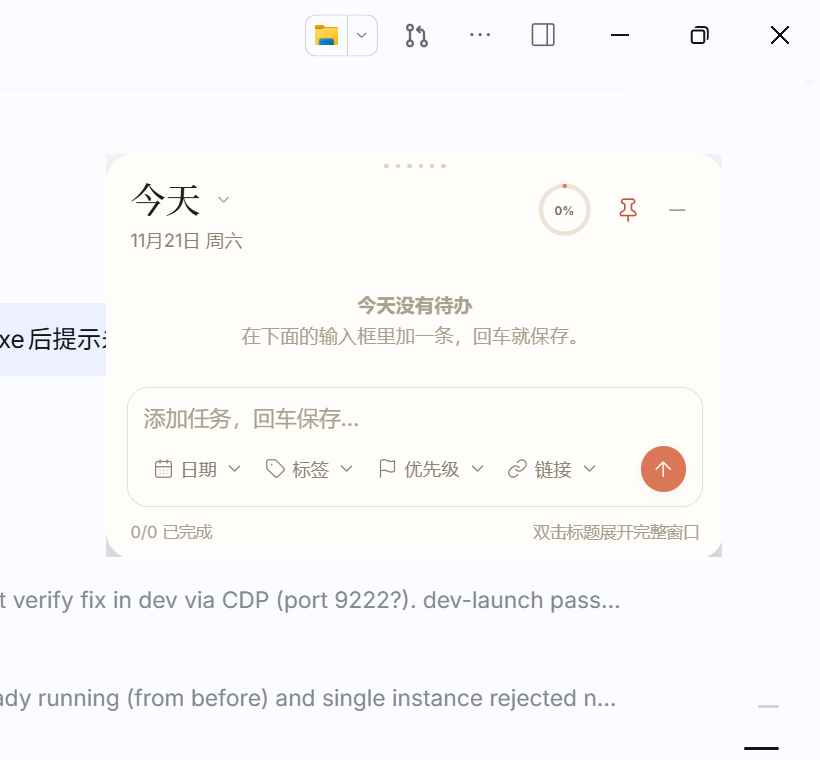 今天
0%
11月21日 周六
今天没有待办
在下面的输入框里加一条，回车就保存。
xe后提示
添加任务，回车保存...
日期 标签 优先级 链接
0/0 已完成 双击标题展开完整窗口
t verify fix in dev via CDP (port 9222?). dev-launch pass...
ady running (from before) and single instance rejected n...